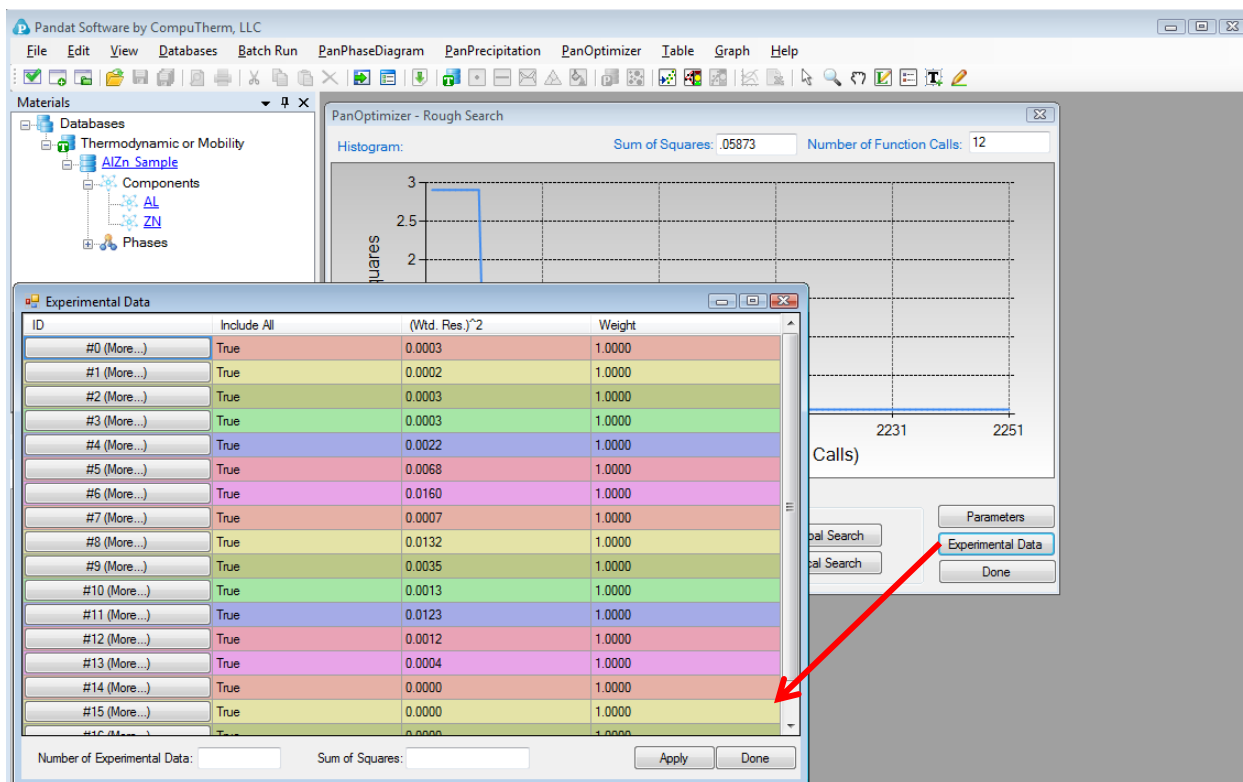 Pandat Software by CompuTherm, LLC
File Edit View Databases Batch Run PanPhaseDiagram PanPrecipitation PanOptimizer Table Graph Help
Materials
Databases
Thermodynamic or Mobility
AlZn_Sample
Components
AL
ZN
Phases
PanOptimizer - Rough Search
Histogram: Sum of Squares: .05873 Number of Function Calls: 12
3
2.5
2
2231 2251
Calls)
Parameters
Experimental Data
Done
Experimental Data
ID Include All (Wtd. Res.)^2 Weight
#0 (More...) True 0.0003 1.0000
#1 (More...) True 0.0002 1.0000
#2 (More...) True 0.0003 1.0000
#3 (More...) True 0.0003 1.0000
#4 (More...) True 0.0022 1.0000
#5 (More...) True 0.0068 1.0000
#6 (More...) True 0.0160 1.0000
#7 (More...) True 0.0007 1.0000
#8 (More...) True 0.0132 1.0000
#9 (More...) True 0.0035 1.0000
#10 (More...) True 0.0013 1.0000
#11 (More...) True 0.0123 1.0000
#12 (More...) True 0.0012 1.0000
#13 (More...) True 0.0004 1.0000
#14 (More...) True 0.0000 1.0000
#15 (More...) True 0.0000 1.0000
Number of Experimental Data: Sum of Squares: Apply Done